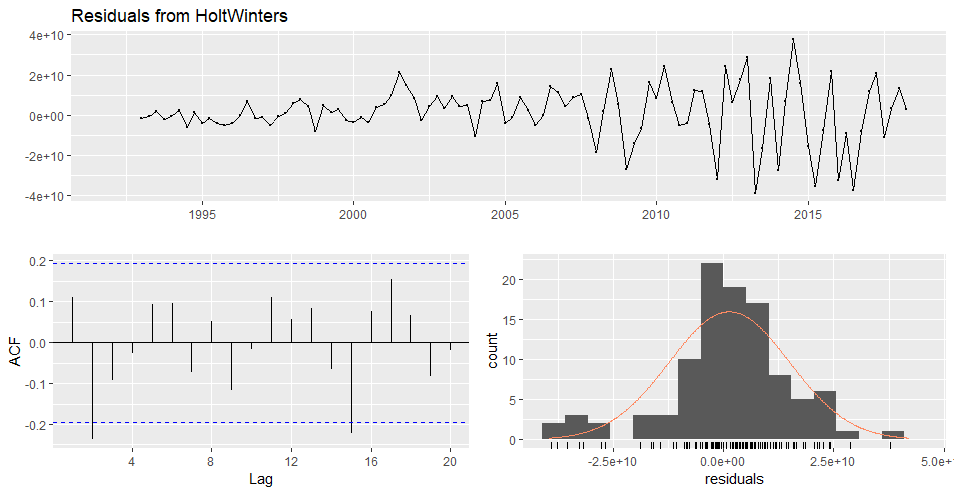 Residuals from HoltWinters
4e+10
2e+10
0e+00
-2e+10
-4e+10
1995 2000 2005 2010 2015
0.2
0.1
0.0
-0.1
-0.2
ACF
4 8 12 16 20
Lag
20
15
10
5
0
count
-2.5e+10 0.0e+00 2.5e+10 5.0e+
residuals